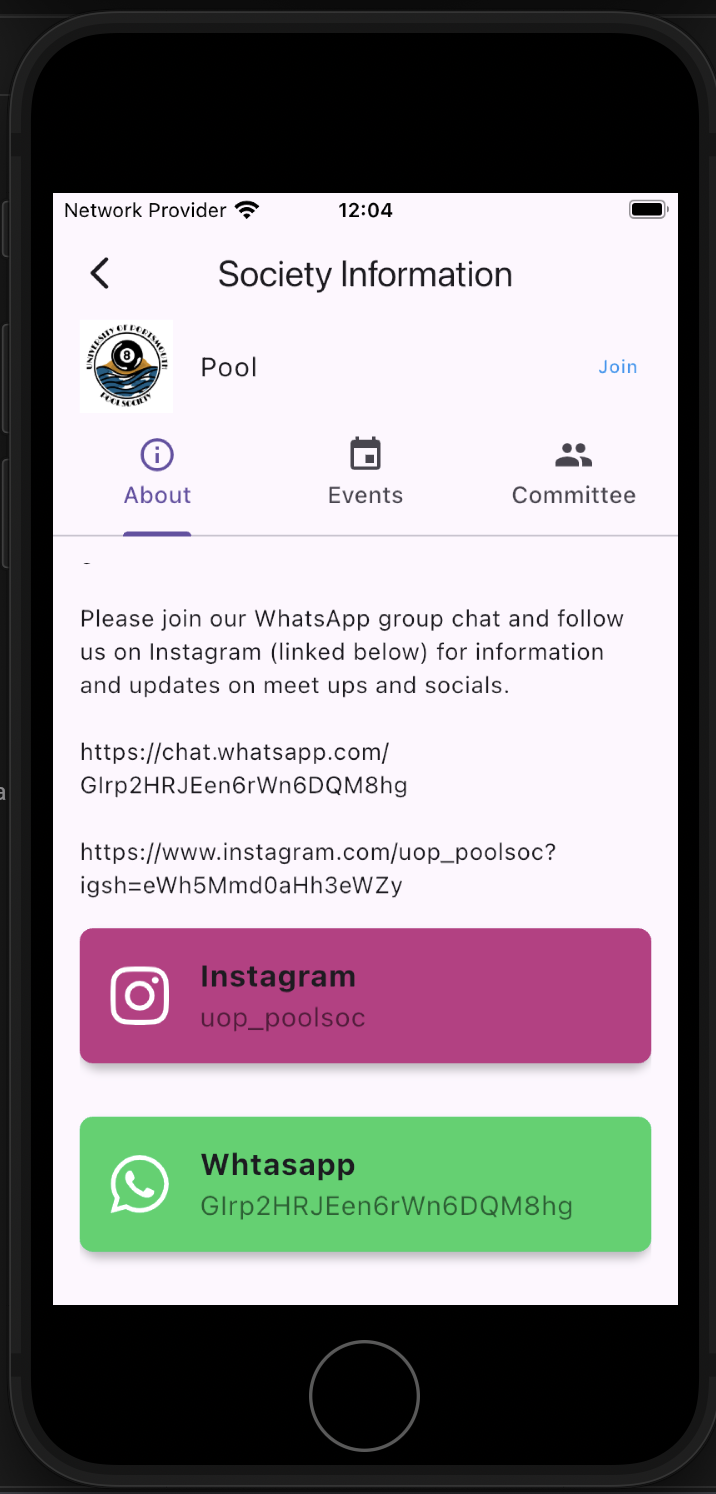 Network Provider 12:04
Society Information
UNIVERSITY OF PORTSMOUTH
8
POOL SOCIETY
Pool
Join
About Events Committee
Please join our WhatsApp group chat and follow
us on Instagram (linked below) for information
and updates on meet ups and socials.
https://chat.whatsapp.com/
GIrp2HRJEen6rWn6DQM8hg
https://www.instagram.com/uop_poolsoc?
igsh=eWh5Mmd0aHh3eWZy
Instagram
uop_poolsoc
Whtasapp
GIrp2HRJEen6rWn6DQM8hg